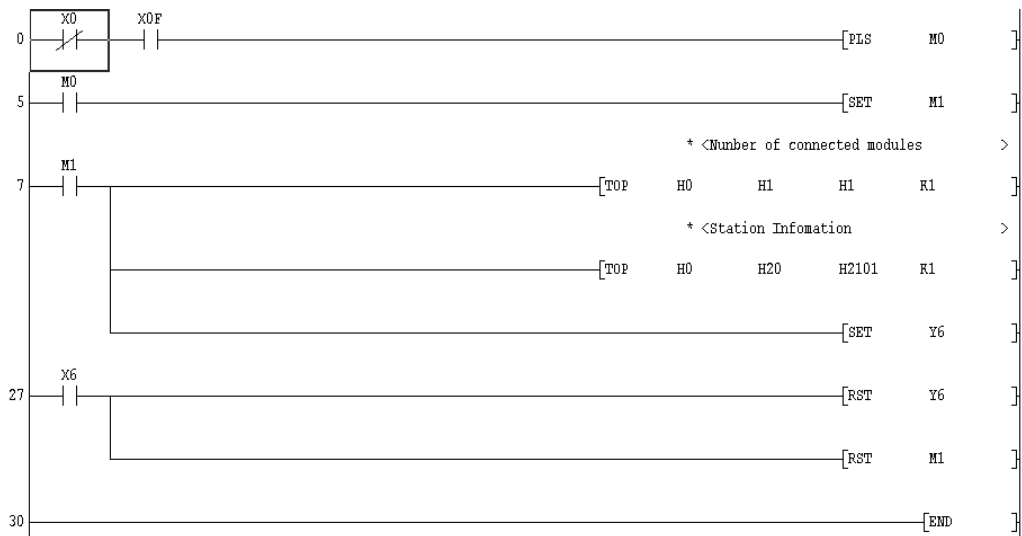 X0 X0F
0 [PLS M0 ]
M0
5 [SET M1 ]
* <Nunber of connected modules >
M1
7 [TOP H0 H1 H1 K1 ]
* <Station Infomation >
[TOP H0 H20 H2101 K1 ]
[SET Y6 ]
X6
27 [RST Y6 ]
[RST M1 ]
30 [END ]